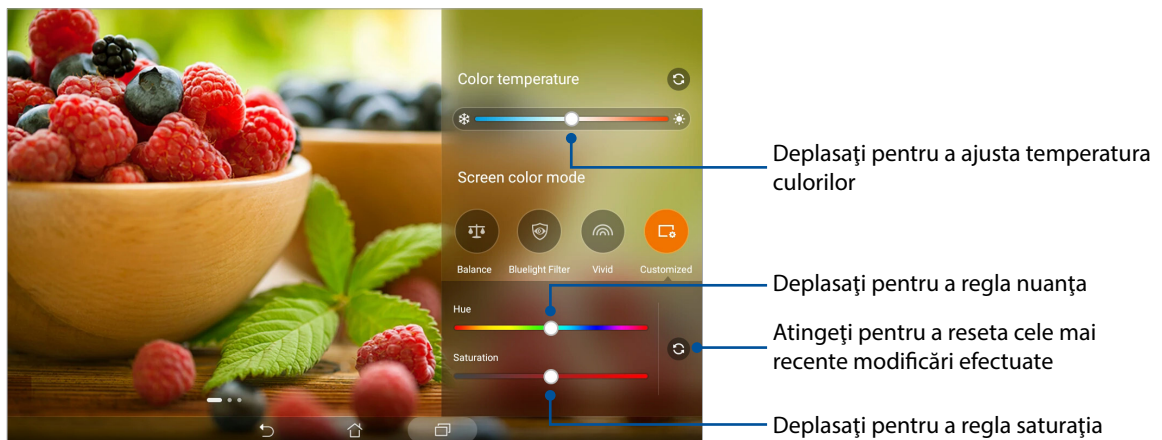 Color temperature
Deplasaţi pentru a ajusta temperatura
culorilor
Screen color mode
Balance
Bluelight Filter
Vivid
Customized
Hue
Deplasaţi pentru a regla nuanţa
Atingeţi pentru a reseta cele mai
recente modificări efectuate
Saturation
Deplasaţi pentru a regla saturaţia